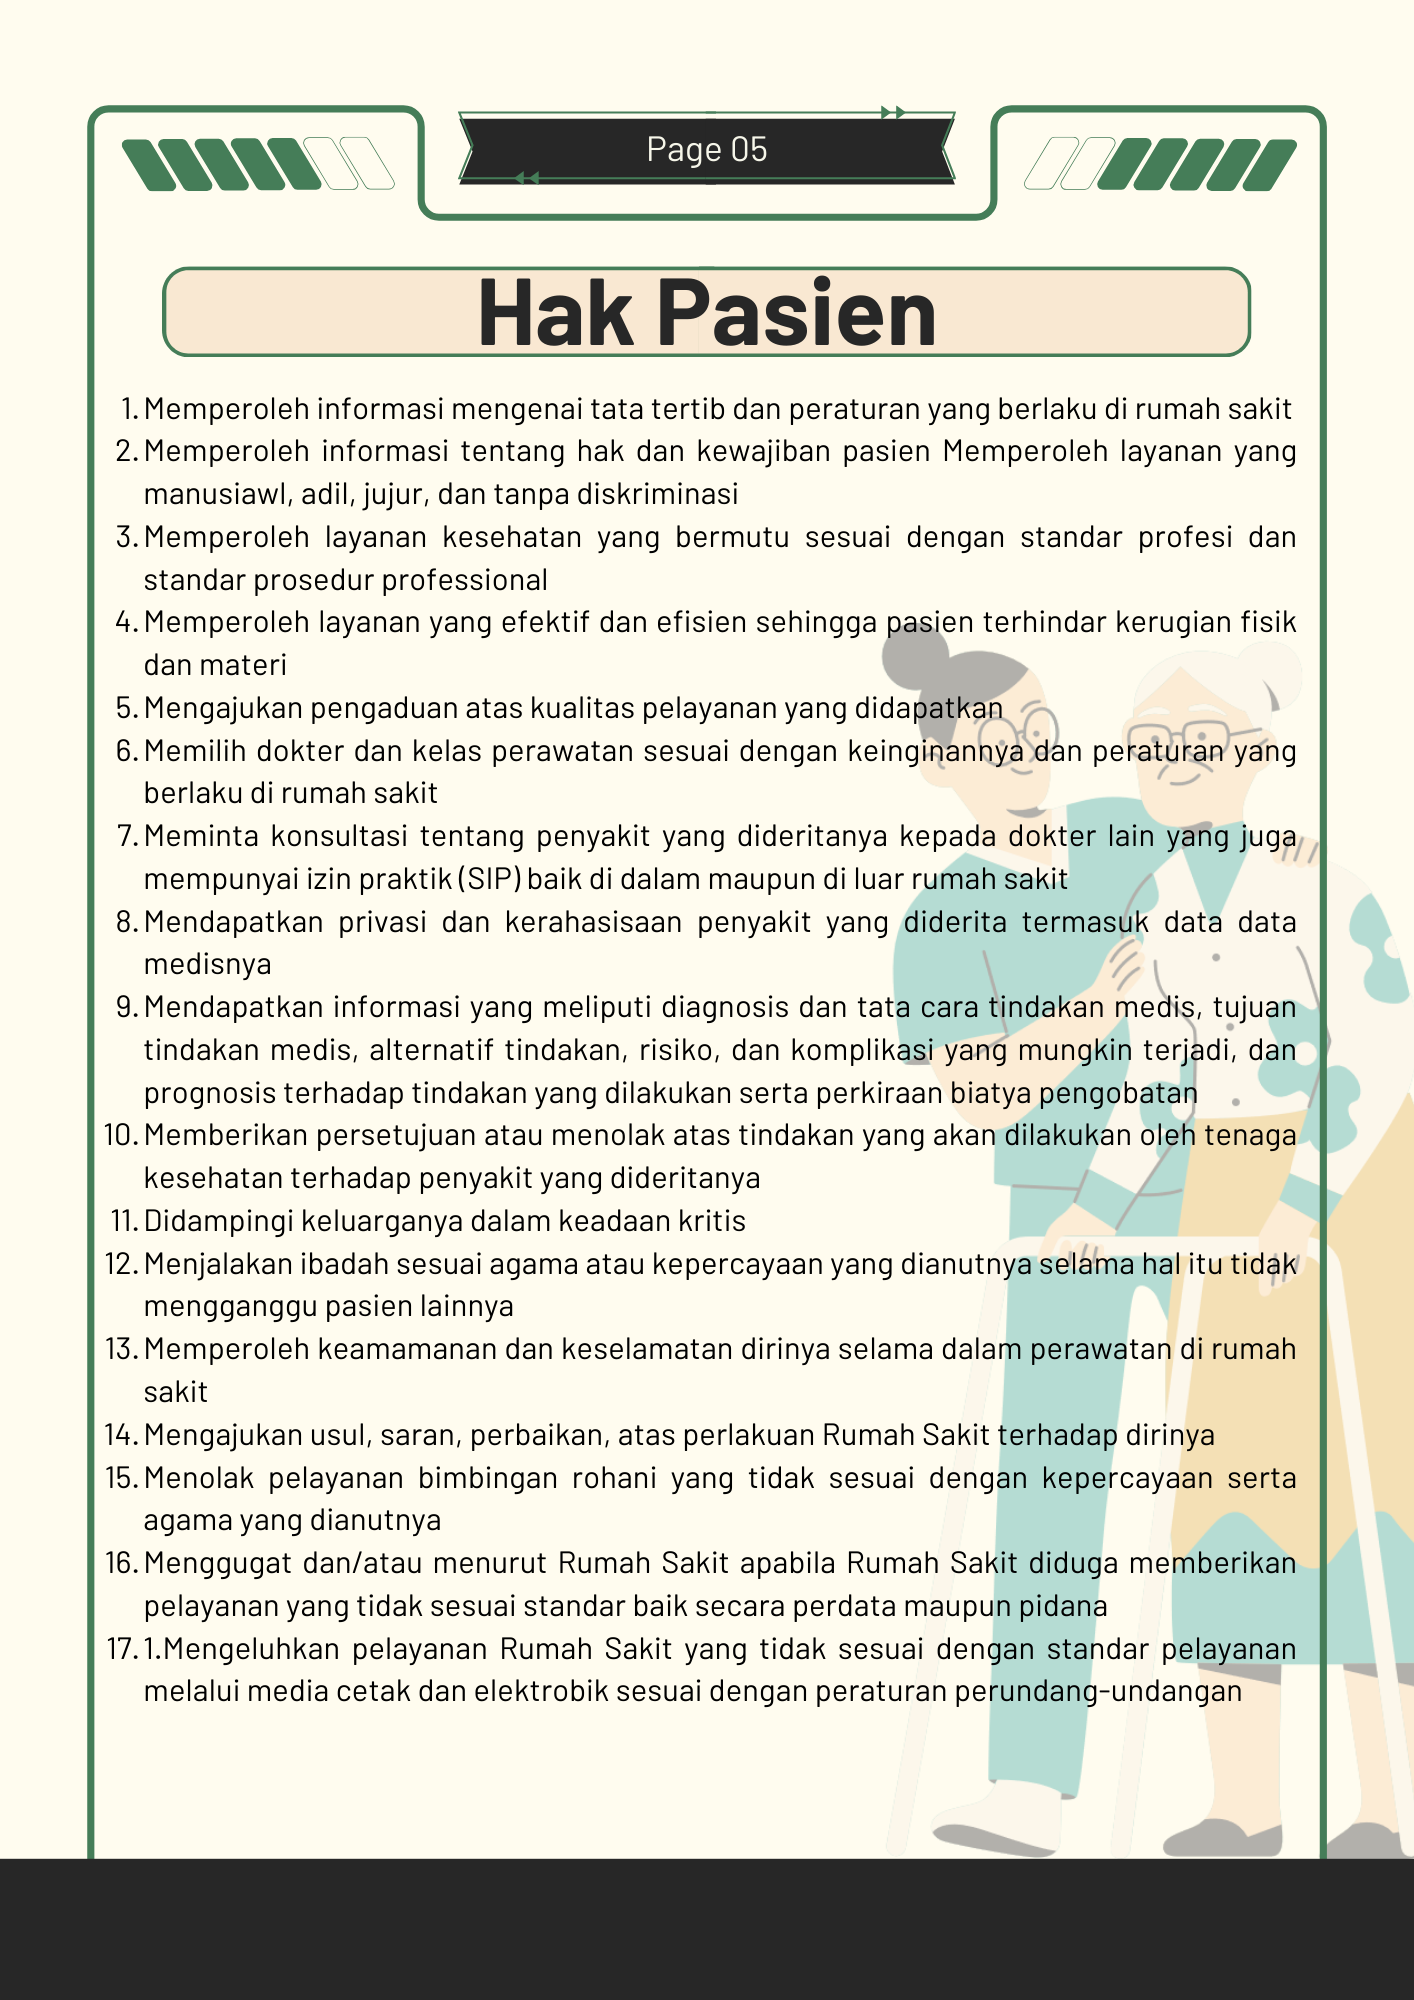 Page 05
Hak Pasien
1. Memperoleh informasi mengenai tata tertib dan peraturan yang berlaku di rumah sakit
2. Memperoleh informasi tentang hak dan kewajiban pasien Memperoleh layanan yang
manusiawl, adil, jujur, dan tanpa diskriminasi
3. Memperoleh layanan kesehatan yang bermutu sesuai dengan standar profesi dan
standar prosedur professional
4. Memperoleh layanan yang efektif dan efisien sehingga pasien terhindar kerugian fisik
dan materi
5. Mengajukan pengaduan atas kualitas pelayanan yang didapatkan
6. Memilih dokter dan kelas perawatan sesuai dengan keinginannya dan peraturan yang
berlaku di rumah sakit
7. Meminta konsultasi tentang penyakit yang dideritanya kepada dokter lain yang juga
mempunyai izin praktik (SIP) baik di dalam maupun di luar rumah sakit
8. Mendapatkan privasi dan kerahasisaan penyakit yang diderita termasuk data data
medisnya
9. Mendapatkan informasi yang meliputi diagnosis dan tata cara tindakan medis, tujuan
tindakan medis, alternatif tindakan, risiko, dan komplikasi yang mungkin terjadi, dan
prognosis terhadap tindakan yang dilakukan serta perkiraan biatya pengobatan
10. Memberikan persetujuan atau menolak atas tindakan yang akan dilakukan oleh tenaga
kesehatan terhadap penyakit yang dideritanya
11. Didampingi keluarganya dalam keadaan kritis
12. Menjalakan ibadah sesuai agama atau kepercayaan yang dianutnya selama hal itu tidak
mengganggu pasien lainnya
13. Memperoleh keamamanan dan keselamatan dirinya selama dalam perawatan di rumah
sakit
14. Mengajukan usul, saran, perbaikan, atas perlakuan Rumah Sakit terhadap dirinya
15. Menolak pelayanan bimbingan rohani yang tidak sesuai dengan kepercayaan serta
agama yang dianutnya
16. Menggugat dan/atau menurut Rumah Sakit apabila Rumah Sakit diduga memberikan
pelayanan yang tidak sesuai standar baik secara perdata maupun pidana
17. 1.Mengeluhkan pelayanan Rumah Sakit yang tidak sesuai dengan standar pelayanan
melalui media cetak dan elektrobik sesuai dengan peraturan perundang-undangan